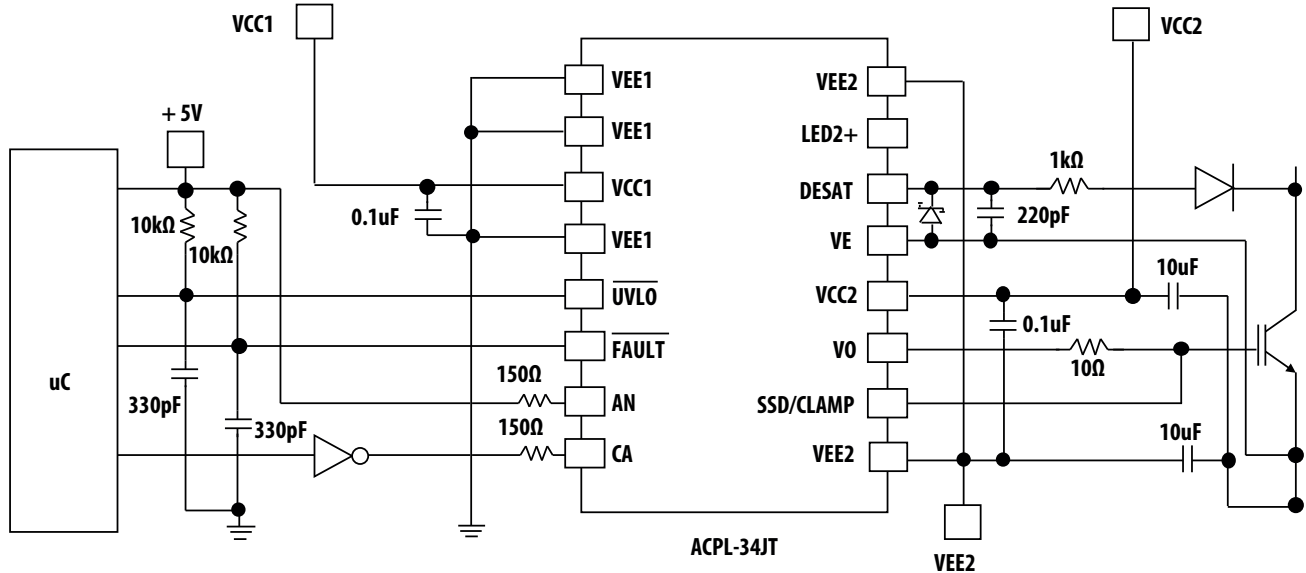 VCC1
VCC2
+ 5V
uC
10kΩ
10kΩ
330pF
330pF
0.1uF
150Ω
150Ω
VEE1
VEE1
VCC1
VEE1
UVLO
FAULT
AN
CA
VEE2
LED2+
DESAT
VE
VCC2
VO
SSD/CLAMP
VEE2
1kΩ
220pF
10uF
0.1uF
10Ω
10uF
ACPL-34JT
VEE2